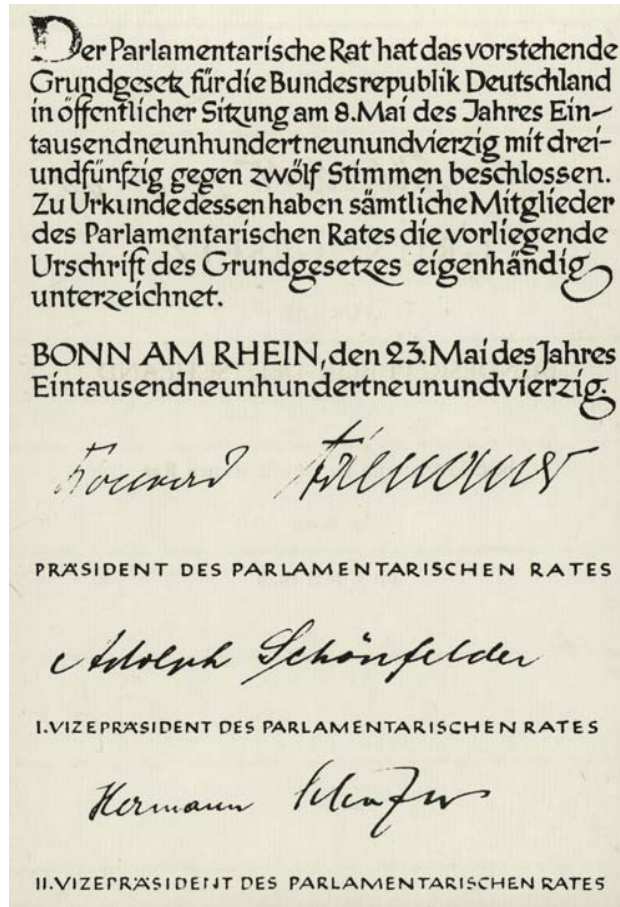 Der Parlamentarische Rat hat das vorstehende
Grundgesetz für die Bundesrepublik Deutschland
in öffentlicher Sitzung am 8. Mai des Jahres Ein-
tausendneunhundertneunundvierzig mit drei-
undfünfzig gegen zwölf Stimmen beschlossen.
Zu Urkunde dessen haben sämtliche Mitglieder
des Parlamentarischen Rates die vorliegende
Urschrift des Grundgesetzes eigenhändig
unterzeichnet.
BONN AM RHEIN, den 23. Mai des Jahres
Eintausendneunhundertneunundvierzig.
Konrad Adenauer
PRÄSIDENT DES PARLAMENTARISCHEN RATES
Adolph Schönfelder
I. VIZEPRÄSIDENT DES PARLAMENTARISCHEN RATES
Hermann Schäfer
II. VIZEPRÄSIDENT DES PARLAMENTARISCHEN RATES